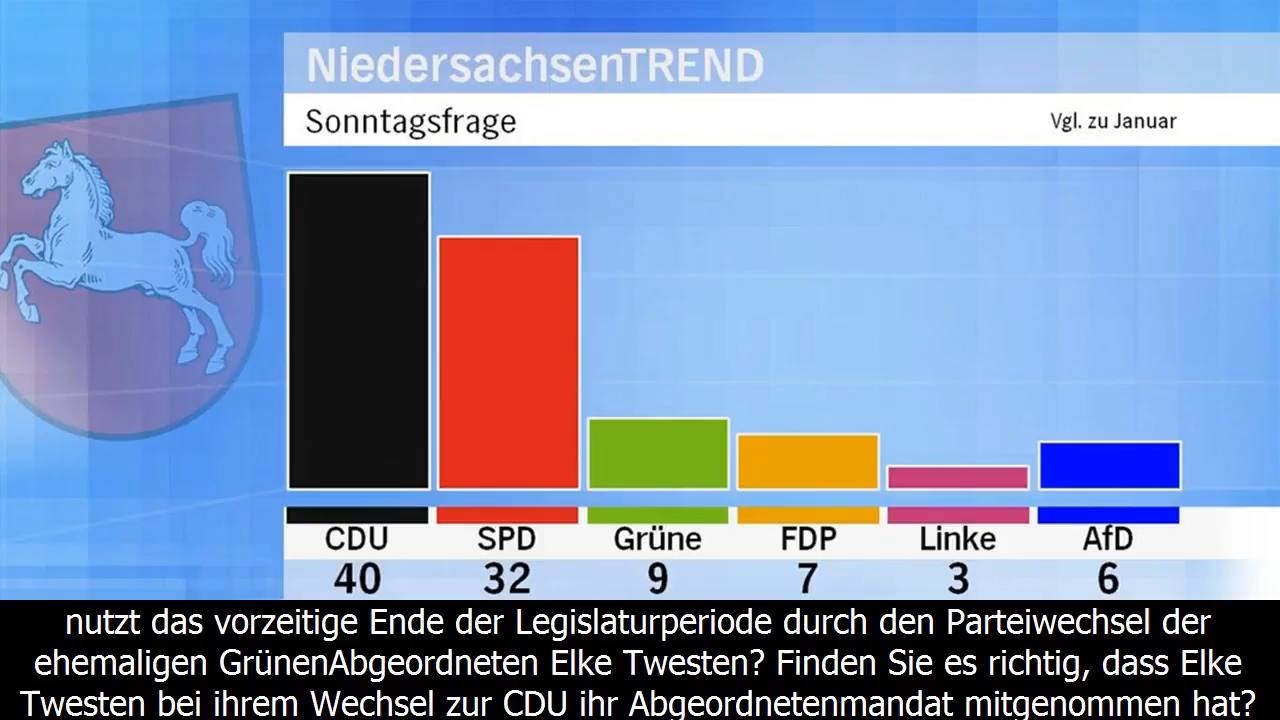 NiedersachsenTREND
Sonntagsfrage
Vgl. zu Januar
CDU SPD Grüne FDP Linke AfD
40 32 9 7 3 6
nutzt das vorzeitige Ende der Legislaturperiode durch den Parteiwechsel der
ehemaligen GrünenAbgeordneten Elke Twesten? Finden Sie es richtig, dass Elke
Twesten bei ihrem Wechsel zur CDU ihr Abgeordnetenmandat mitgenommen hat?